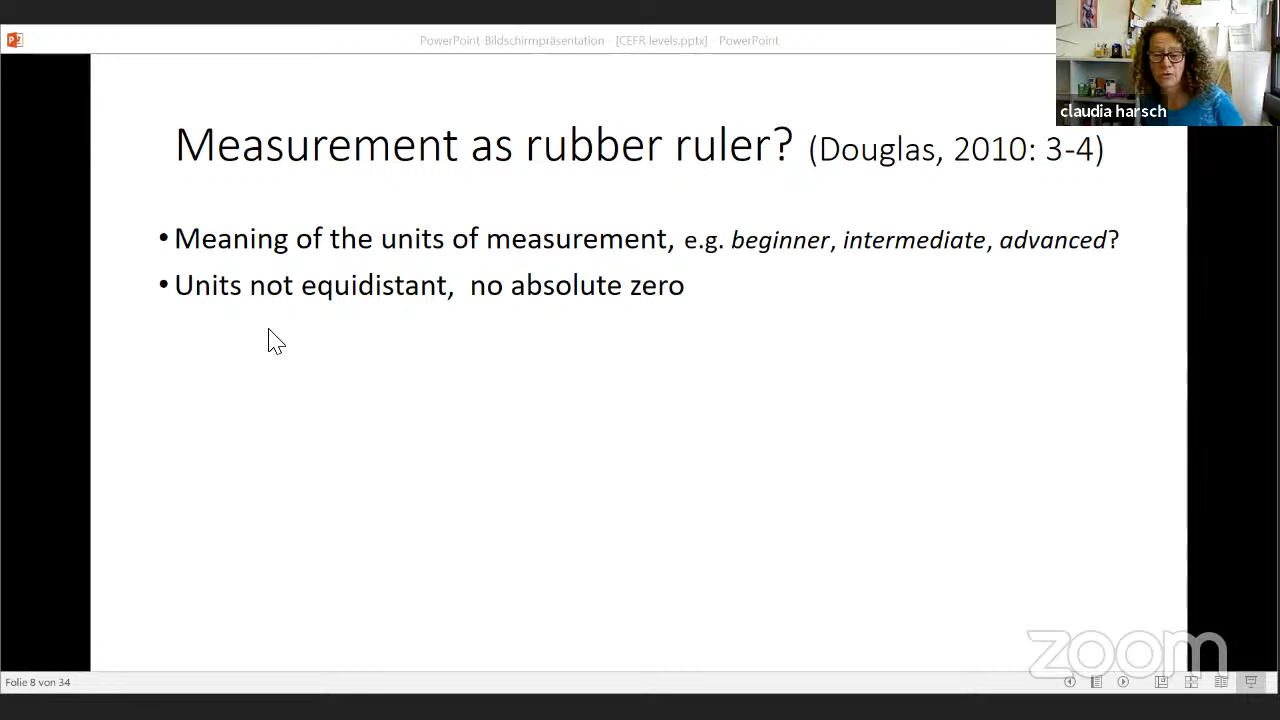 PowerPoint-Bildschirmpräsentation - [CEFR levels.pptx] - PowerPoint
claudia harsch
Measurement as rubber ruler? (Douglas, 2010: 3-4)
• Meaning of the units of measurement, e.g. beginner, intermediate, advanced?
• Units not equidistant, no absolute zero
zoom
Folie 8 von 34